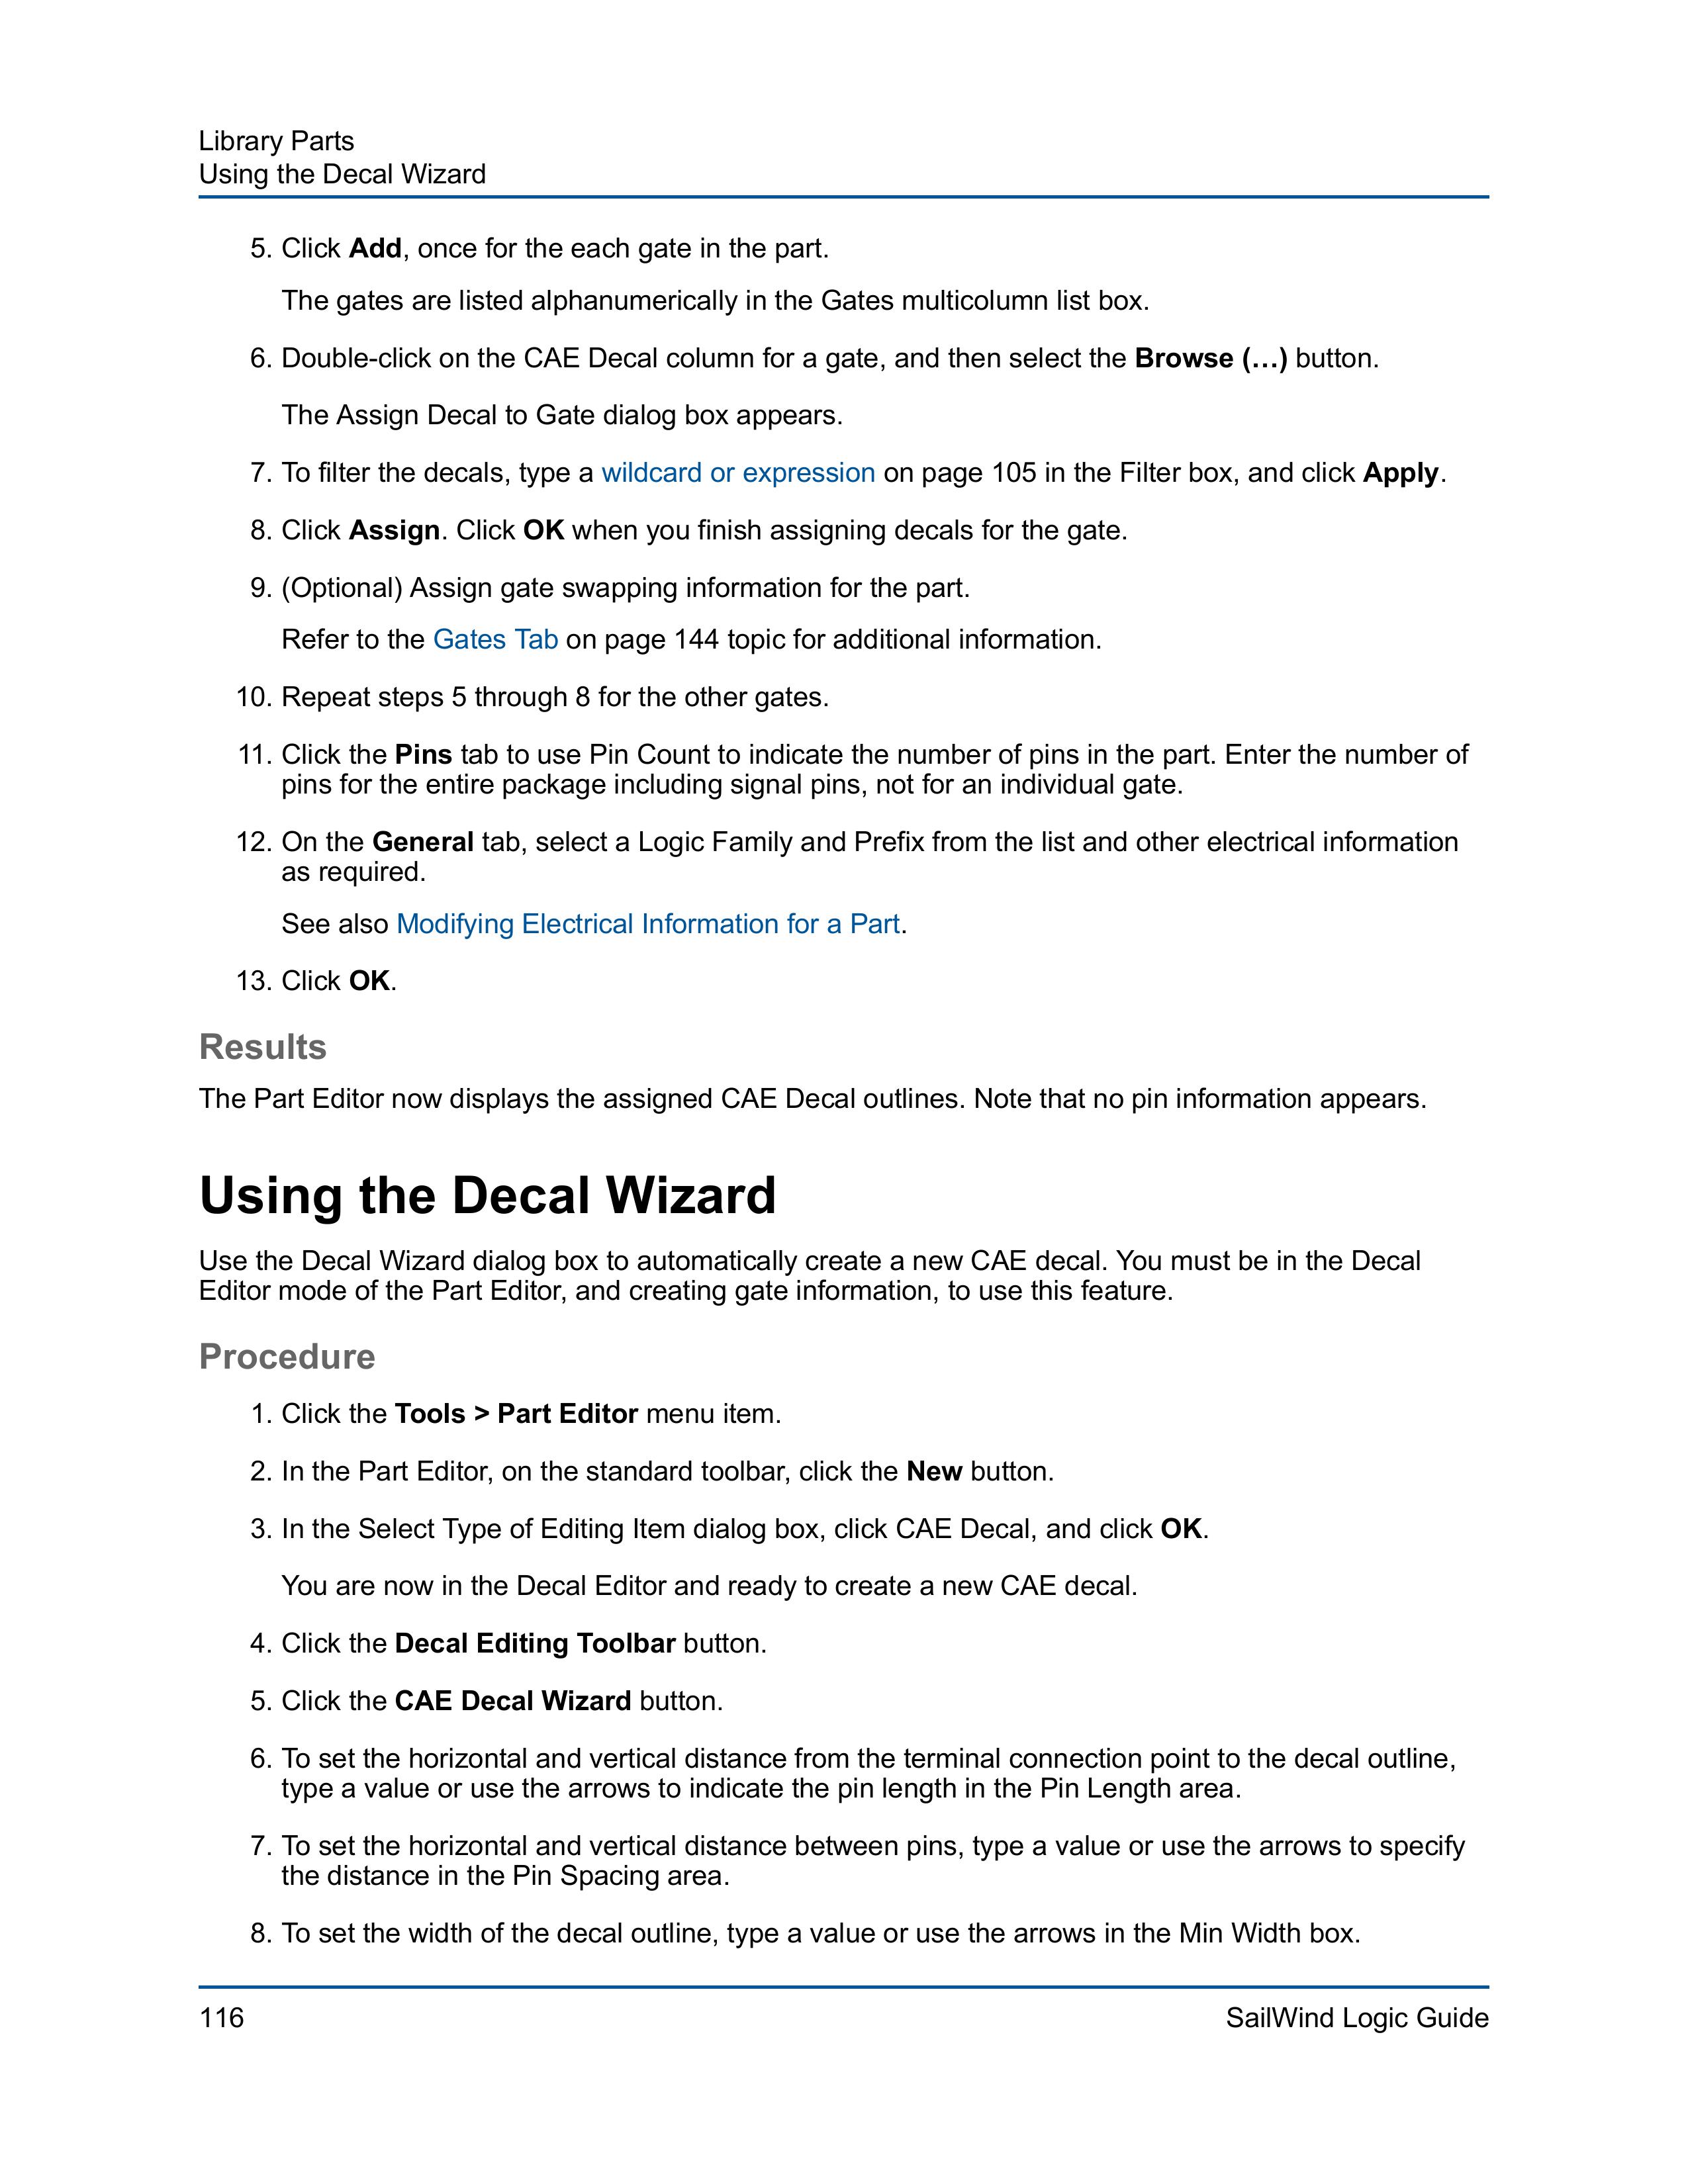 Library Parts
Using the Decal Wizard
5. Click Add, once for the each gate in the part.
The gates are listed alphanumerically in the Gates multicolumn list box.
6. Double-click on the CAE Decal column for a gate, and then select the Browse (…) button.
The Assign Decal to Gate dialog box appears.
7. To filter the decals, type a wildcard or expression on page 105 in the Filter box, and click Apply.
8. Click Assign. Click OK when you finish assigning decals for the gate.
9. (Optional) Assign gate swapping information for the part.
Refer to the Gates Tab on page 144 topic for additional information.
10. Repeat steps 5 through 8 for the other gates.
11. Click the Pins tab to use Pin Count to indicate the number of pins in the part. Enter the number of
pins for the entire package including signal pins, not for an individual gate.
12. On the General tab, select a Logic Family and Prefix from the list and other electrical information
as required.
See also Modifying Electrical Information for a Part.
13. Click OK.
Results
The Part Editor now displays the assigned CAE Decal outlines. Note that no pin information appears.
Using the Decal Wizard
Use the Decal Wizard dialog box to automatically create a new CAE decal. You must be in the Decal
Editor mode of the Part Editor, and creating gate information, to use this feature.
Procedure
1. Click the Tools > Part Editor menu item.
2. In the Part Editor, on the standard toolbar, click the New button.
3. In the Select Type of Editing Item dialog box, click CAE Decal, and click OK.
You are now in the Decal Editor and ready to create a new CAE decal.
4. Click the Decal Editing Toolbar button.
5. Click the CAE Decal Wizard button.
6. To set the horizontal and vertical distance from the terminal connection point to the decal outline,
type a value or use the arrows to indicate the pin length in the Pin Length area.
7. To set the horizontal and vertical distance between pins, type a value or use the arrows to specify
the distance in the Pin Spacing area.
8. To set the width of the decal outline, type a value or use the arrows in the Min Width box.
116
SailWind Logic Guide